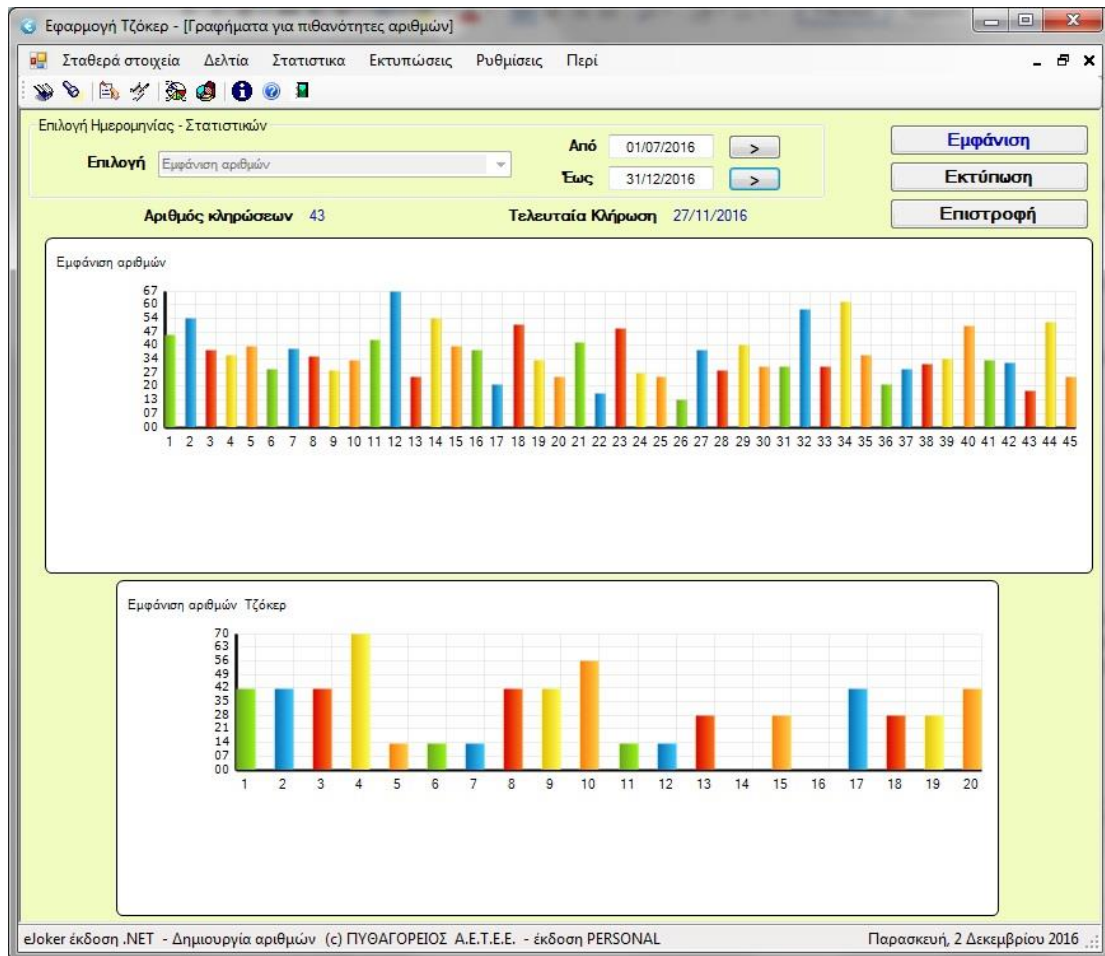 Εφαρμογή Τζόκερ - [Γραφήματα για πιθανότητες αριθμών]
Σταθερά στοιχεία Δελτία Στατιστικα Εκτυπώσεις Ρυθμίσεις Περί
Επιλογή Ημερομηνίας - Στατιστικών
Επιλογή Εμφάνιση αριθμών
Από 01/07/2016 >
Έως 31/12/2016 >
Εμφάνιση
Εκτύπωση
Επιστροφή
Αριθμός κληρώσεων 43 Τελευταία Κλήρωση 27/11/2016
Εμφάνιση αριθμών
67
60
54
47
40
34
27
20
13
07
00
1 2 3 4 5 6 7 8 9 10 11 12 13 14 15 16 17 18 19 20 21 22 23 24 25 26 27 28 29 30 31 32 33 34 35 36 37 38 39 40 41 42 43 44 45
Εμφάνιση αριθμών Τζόκερ
70
63
56
49
42
35
28
21
14
07
00
1 2 3 4 5 6 7 8 9 10 11 12 13 14 15 16 17 18 19 20
eJoker έκδοση .NET - Δημιουργία αριθμών (c) ΠΥΘΑΓΟΡΕΙΟΣ Α.Ε.Τ.Ε.Ε. - έκδοση PERSONAL Παρασκευή, 2 Δεκεμβρίου 2016